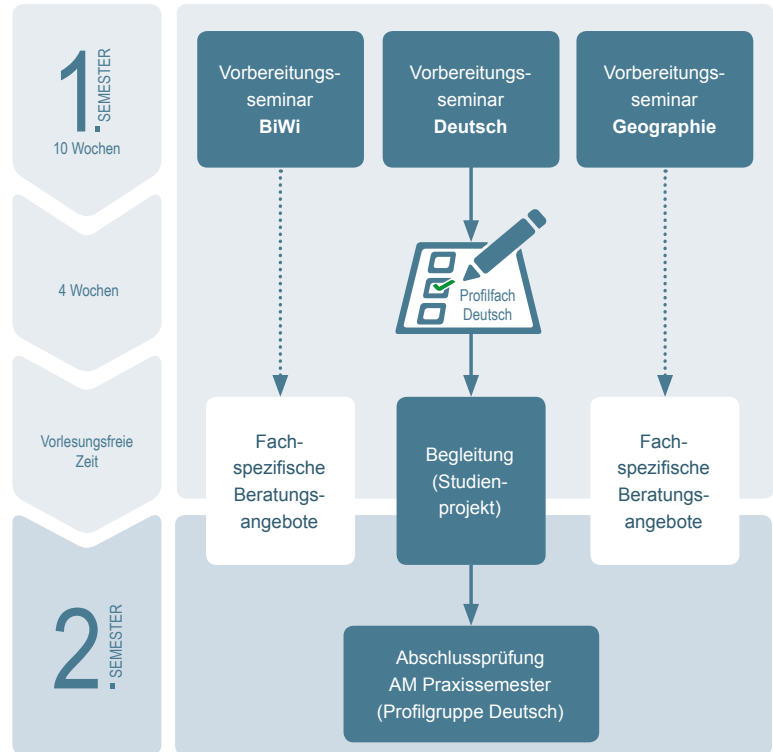 1. SEMESTER
10 Wochen
4 Wochen
Vorlesungsfreie
Zeit
2. SEMESTER
Vorbereitungs-
seminar
BiWi
Vorbereitungs-
seminar
Deutsch
Vorbereitungs-
seminar
Geographie
Profilfach
Deutsch
Fach-
spezifische
Beratungs-
angebote
Begleitung
(Studien-
projekt)
Fach-
spezifische
Beratungs-
angebote
Abschlussprüfung
AM Praxissemester
(Profilgruppe Deutsch)